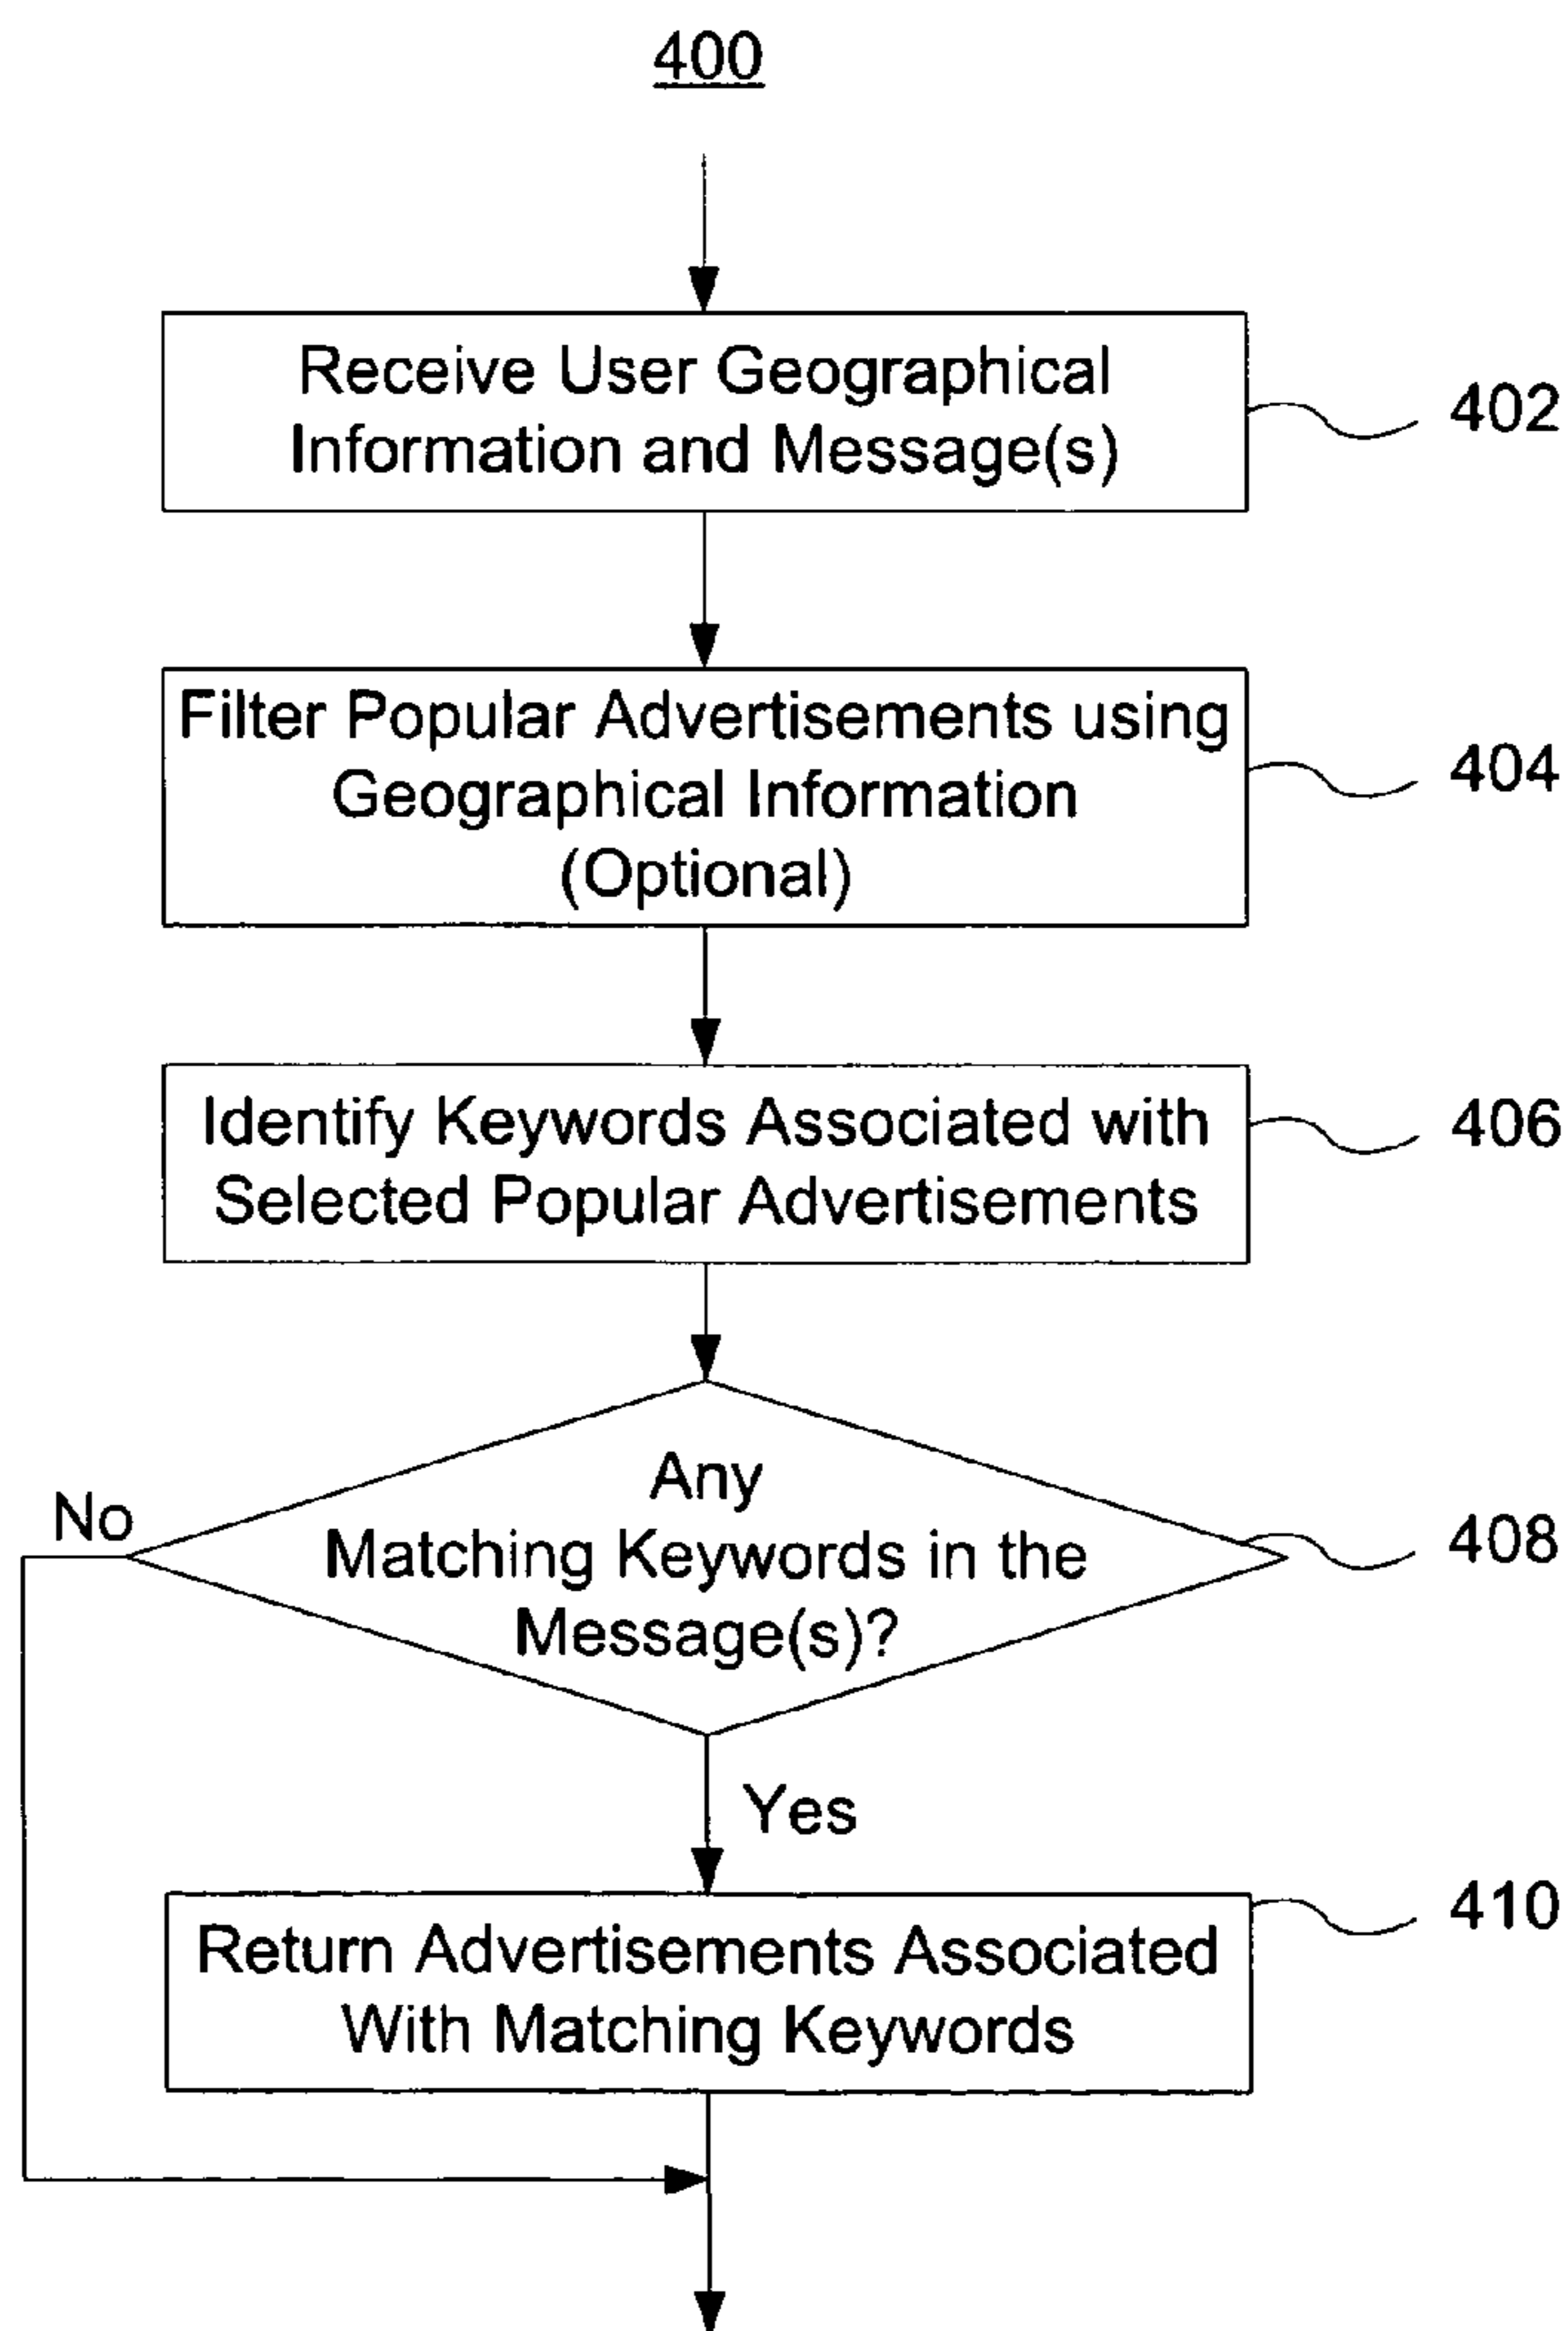 400
Receive User Geographical
Information and Message(s)
402
Filter Popular Advertisements using
Geographical Information
(Optional)
404
Identify Keywords Associated with
Selected Popular Advertisements
406
Any
Matching Keywords in the
Message(s)?
408
No
Yes
Return Advertisements Associated
With Matching Keywords
410